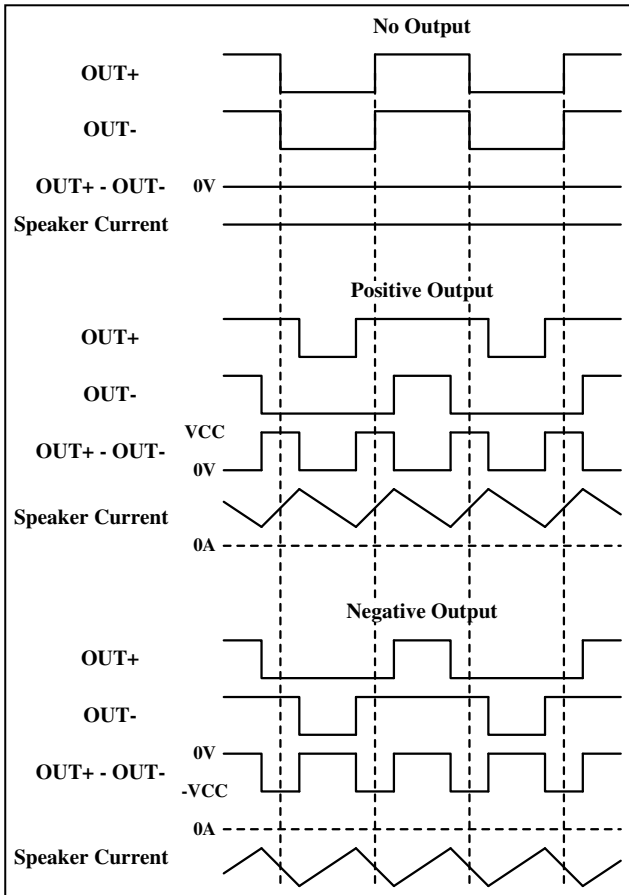 No Output
OUT+
OUT-
OUT+ - OUT- 0V
Speaker Current
Positive Output
OUT+
OUT-
VCC
OUT+ - OUT-
0V
Speaker Current
0A
Negative Output
OUT+
OUT-
0V
OUT+ - OUT-
-VCC
0A
Speaker Current